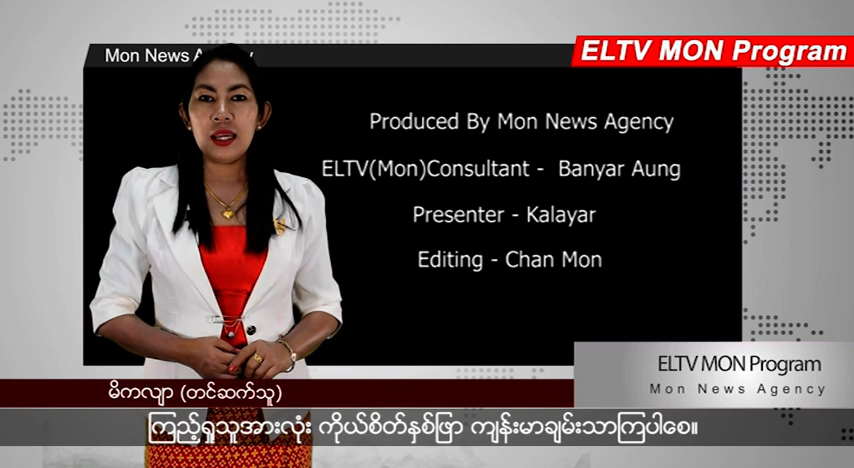 Mon News Agency
ELTV MON Program
Produced By Mon News Agency
ELTV(Mon)Consultant - Banyar Aung
Presenter - Kalayar
Editing - Chan Mon
ELTV MON Program
Mon News Agency
မိကလျာ (တင်ဆက်သူ)
ကြည့်ရှုသူအားလုံး ကိုယ်စိတ်နှစ်ဖြာ ကျန်းမာချမ်းသာကြပါစေ။